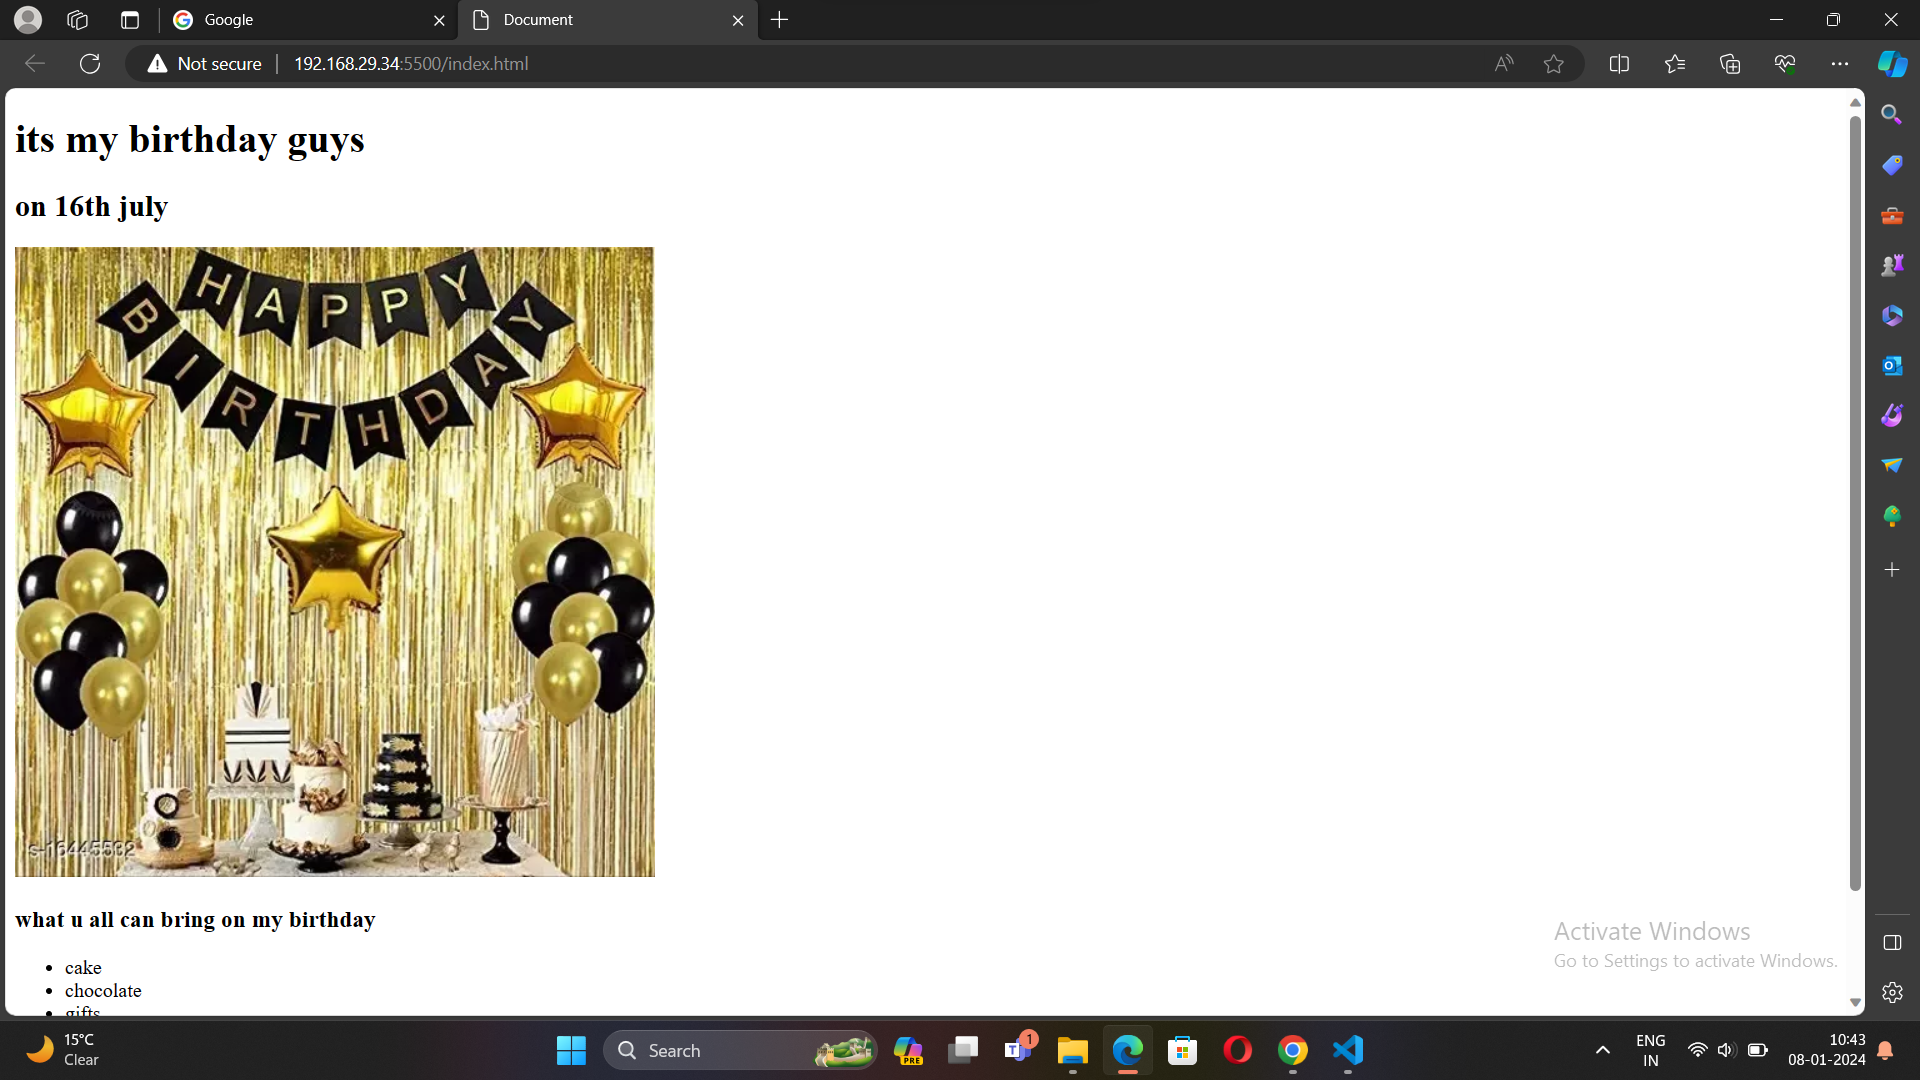 Google
Document
Not secure
192.168.29.34:5500/index.html
its my birthday guys
on 16th july
HAPPY
BIRTHDAY
s-16445532
what u all can bring on my birthday
cake
chocolate
gifts
Activate Windows
Go to Settings to activate Windows.
15°C
Clear
Search
PRE
1
ENG
IN
10:43
08-01-2024